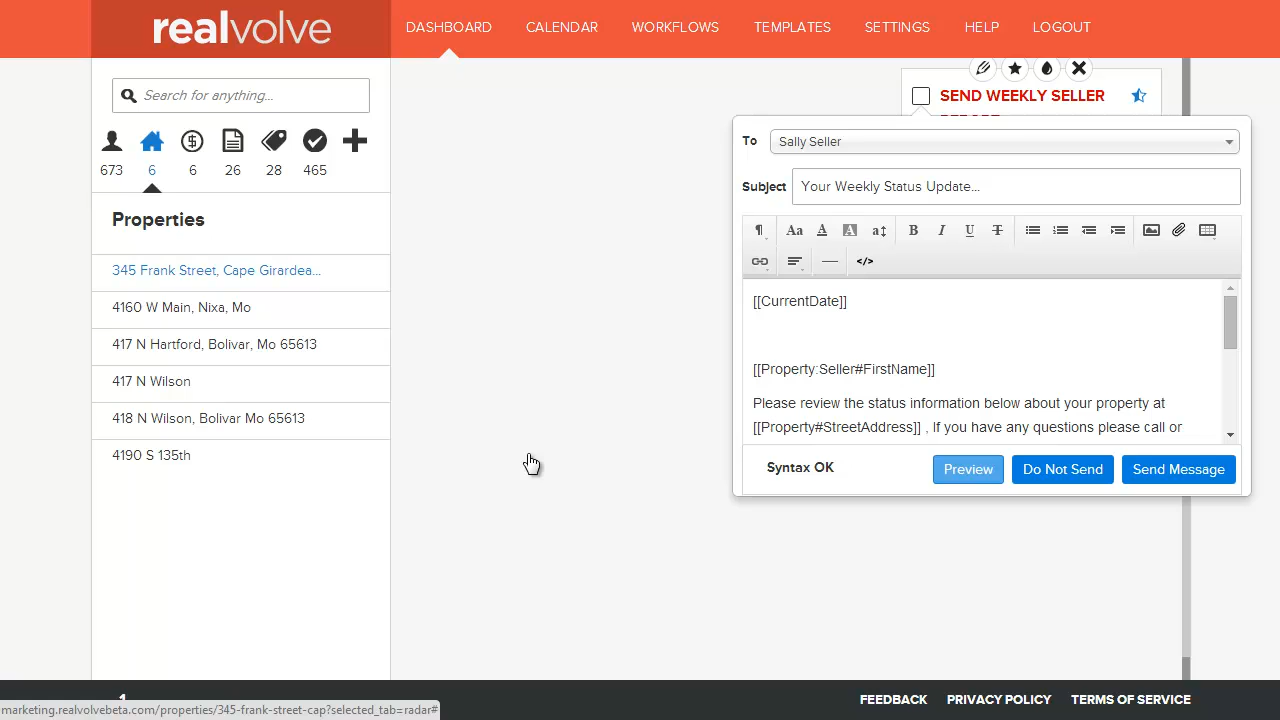 realvolve
DASHBOARD CALENDAR WORKFLOWS TEMPLATES SETTINGS HELP LOGOUT
Search for anything...
673 6 6 26 28 465
Properties
345 Frank Street, Cape Girardea...
4160 W Main, Nixa, Mo
417 N Hartford, Bolivar, Mo 65613
417 N Wilson
418 N Wilson, Bolivar Mo 65613
4190 S 135th
SEND WEEKLY SELLER
To Sally Seller
Subject Your Weekly Status Update...
¶ Aa A A a B I U T
</>
[[CurrentDate]]
[[Property:Seller#FirstName]]
Please review the status information below about your property at
[[Property#StreetAddress]] , If you have any questions please call or
Syntax OK Preview Do Not Send Send Message
FEEDBACK PRIVACY POLICY TERMS OF SERVICE
marketing.realvolvebeta.com/properties/345-frank-street-cap?selected_tab=radar#